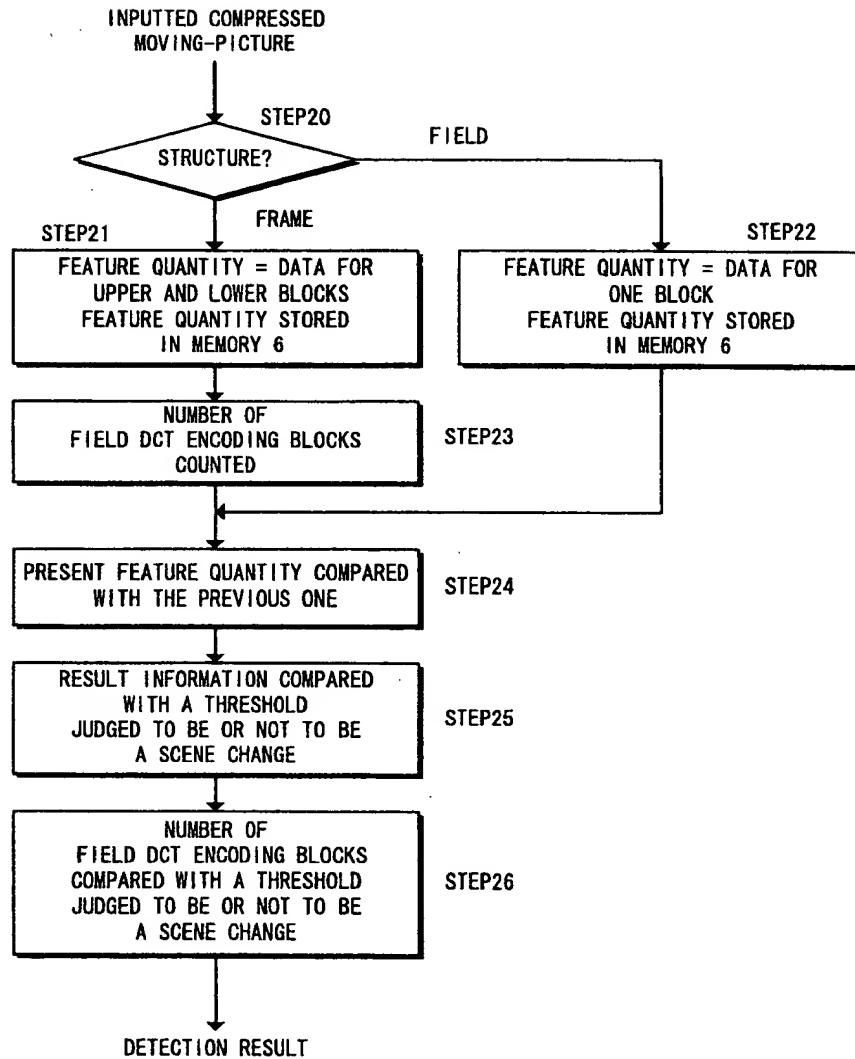 INPUTTED COMPRESSED
MOVING-PICTURE
STEP20
STRUCTURE?
FIELD
FRAME
STEP21
FEATURE QUANTITY = DATA FOR
UPPER AND LOWER BLOCKS
FEATURE QUANTITY STORED
IN MEMORY 6
STEP22
FEATURE QUANTITY = DATA FOR
ONE BLOCK
FEATURE QUANTITY STORED
IN MEMORY 6
NUMBER OF
FIELD DCT ENCODING BLOCKS
COUNTED
STEP23
PRESENT FEATURE QUANTITY COMPARED
WITH THE PREVIOUS ONE
STEP24
RESULT INFORMATION COMPARED
WITH A THRESHOLD
JUDGED TO BE OR NOT TO BE
A SCENE CHANGE
STEP25
NUMBER OF
FIELD DCT ENCODING BLOCKS
COMPARED WITH A THRESHOLD
JUDGED TO BE OR NOT TO BE
A SCENE CHANGE
STEP26
DETECTION RESULT